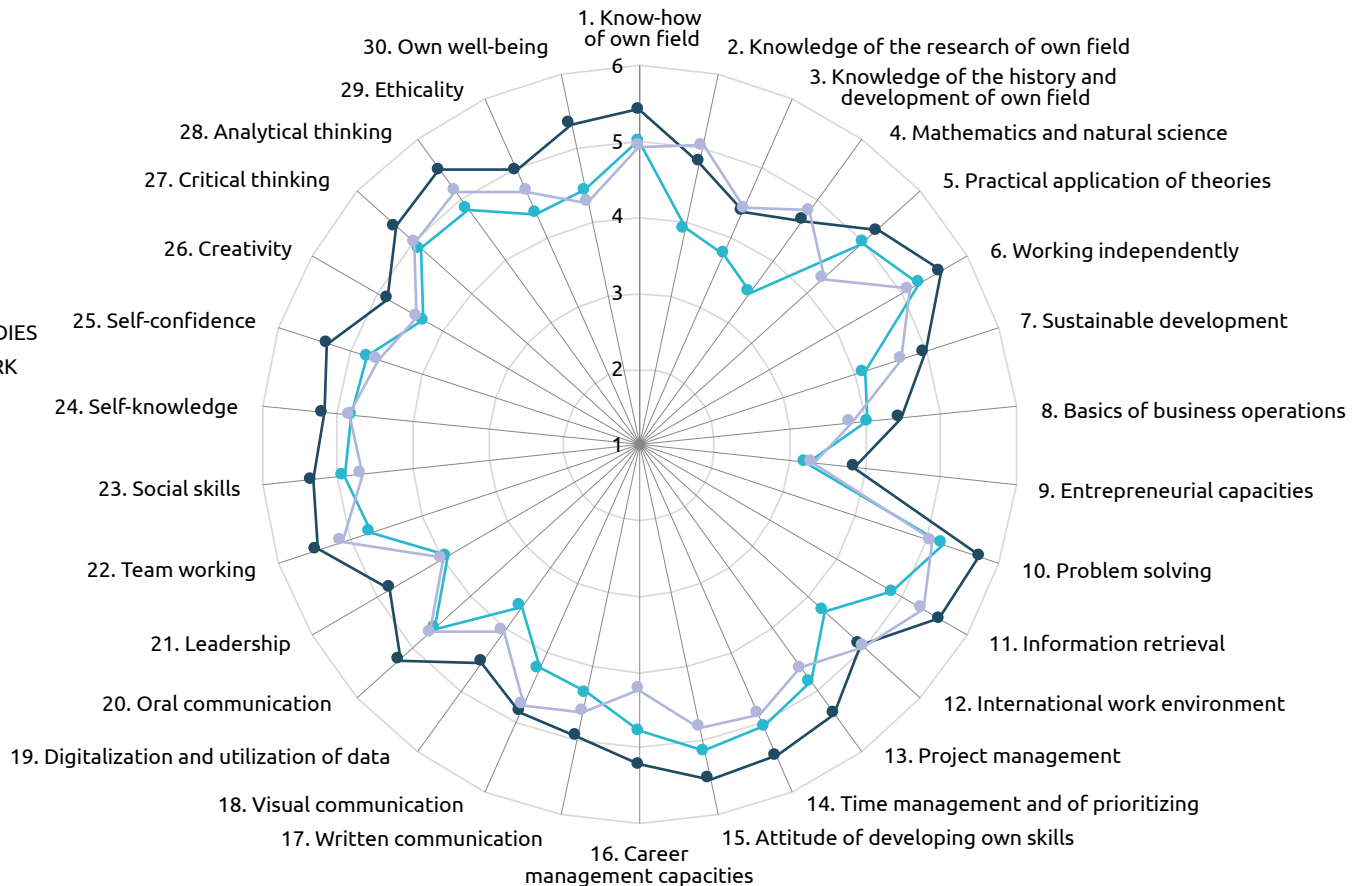 1. Know-how
of own field
2. Knowledge of the research of own field
3. Knowledge of the history and
development of own field
4. Mathematics and natural science
5. Practical application of theories
6. Working independently
7. Sustainable development
8. Basics of business operations
9. Entrepreneurial capacities
10. Problem solving
11. Information retrieval
12. International work environment
13. Project management
14. Time management and of prioritizing
15. Attitude of developing own skills
16. Career
management capacities
17. Written communication
18. Visual communication
19. Digitalization and utilization of data
20. Oral communication
21. Leadership
22. Team working
23. Social skills
24. Self-knowledge
25. Self-confidence
26. Creativity
27. Critical thinking
28. Analytical thinking
29. Ethicality
30. Own well-being
6
5
4
3
2
1
DIES
RK